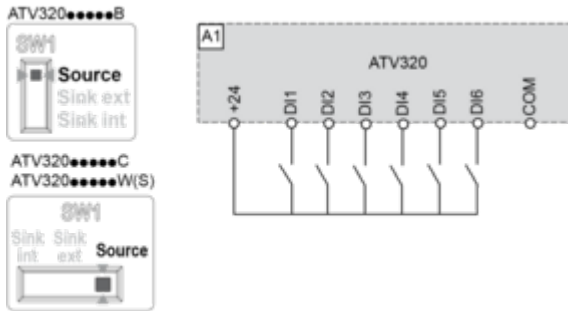 ATV320●●●●●B
SW1
Source
Sink ext
Sink int
ATV320●●●●●C
ATV320●●●●●W(S)
SW1
Sink int
Sink ext
Source
A1
ATV320
+24
DI1
DI2
DI3
DI4
DI5
DI6
COM